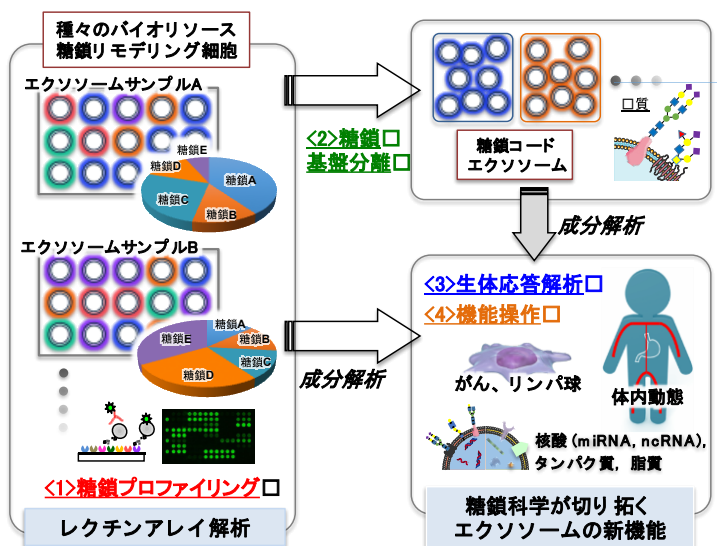 種々のバイオリソース
糖鎖リモデリング細胞
エクソソームサンプルA
糖鎖E
糖鎖D
糖鎖A
糖鎖C
糖鎖B
エクソソームサンプルB
糖鎖A
糖鎖B
糖鎖E
糖鎖C
糖鎖D
<1>糖鎖プロファイリング□
レクチンアレイ解析
<2>糖鎖□
基盤分離□
糖鎖コード
エクソソーム
□質
成分解析
成分解析
<3>生体応答解析□
<4>機能操作□
がん、リンパ球
体内動態
核酸(miRNA, ncRNA),
タンパク質, 脂質
糖鎖科学が切り拓く
エクソソームの新機能